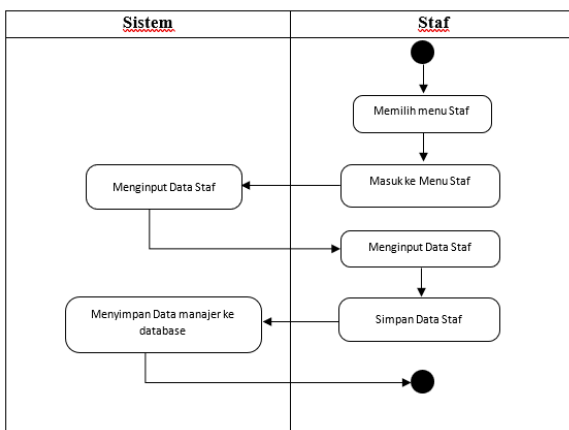 Sistem
Staf
Memilih menu Staf
Masuk ke Menu Staf
Menginput Data Staf
Menginput Data Staf
Simpan Data Staf
Menyimpan Data manajer ke
database